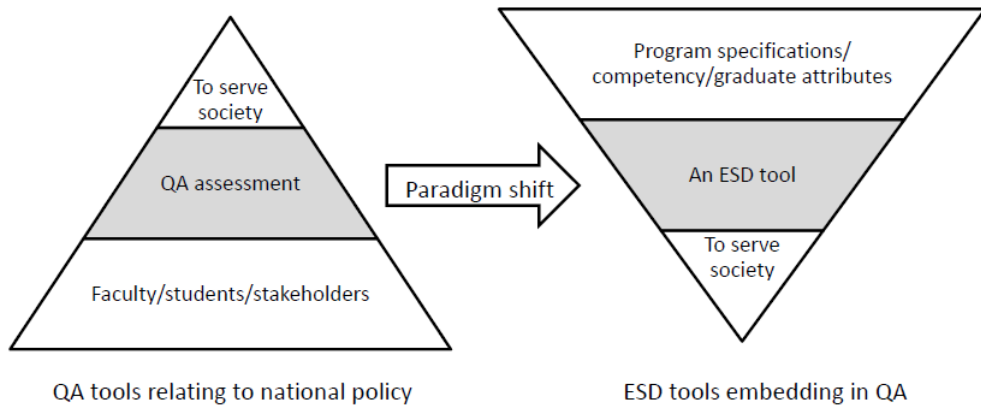 To serve
society
QA assessment
Faculty/students/stakeholders
QA tools relating to national policy
Paradigm shift
Program specifications/
competency/graduate attributes
An ESD tool
To serve
society
ESD tools embedding in QA